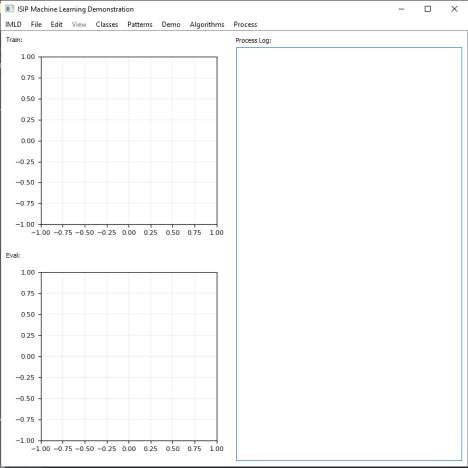 ISIP Machine Learning Demonstration
IMLD File Edit View Classes Patterns Demo Algorithms Process
Train:
1.00
0.75
0.50
0.25
0.00
−0.25
−0.50
−0.75
−1.00
−1.00 −0.75 −0.50 −0.25 0.00 0.25 0.50 0.75 1.00
Eval:
1.00
0.75
0.50
0.25
0.00
−0.25
−0.50
−0.75
−1.00
−1.00 −0.75 −0.50 −0.25 0.00 0.25 0.50 0.75 1.00
Process Log: